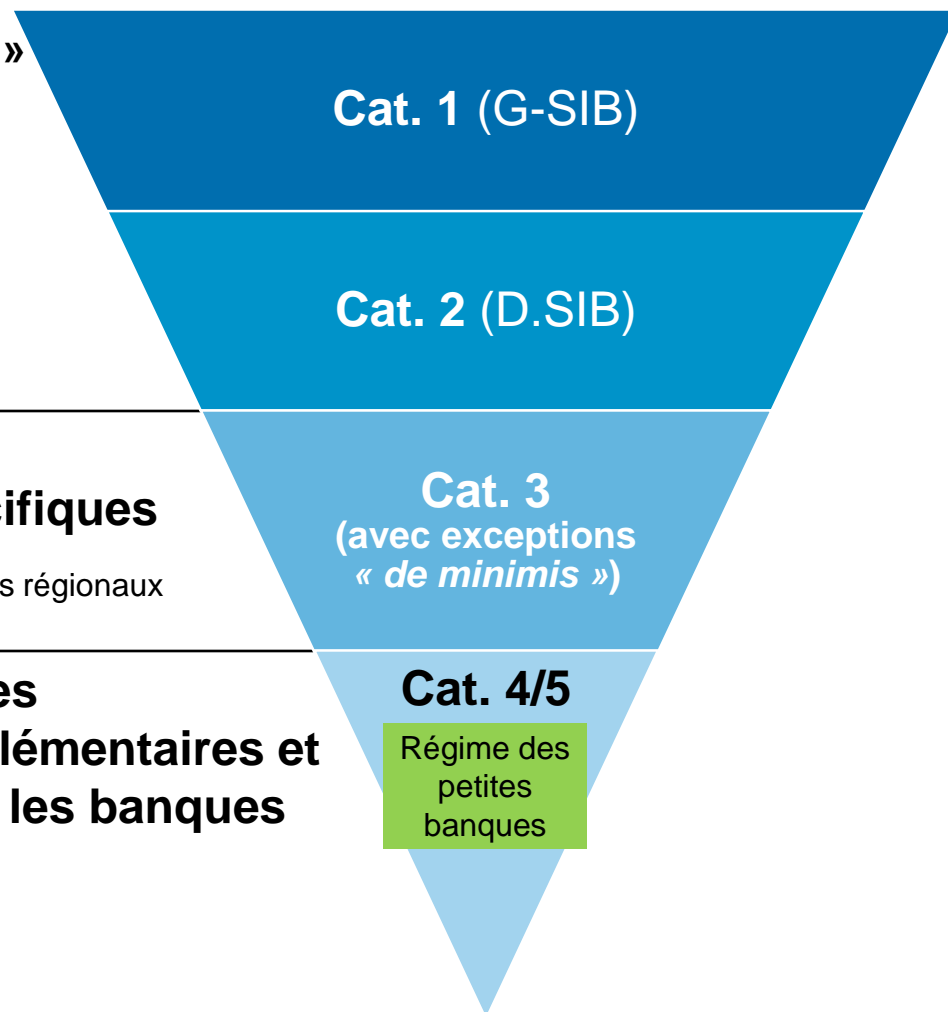 »
Cat. 1 (G-SIB)
Cat. 2 (D.SIB)
cifiques
s régionaux
Cat. 3
(avec exceptions
« de minimis »)
es
lémentaires et
les banques
Cat. 4/5
Régime des
petites
banques